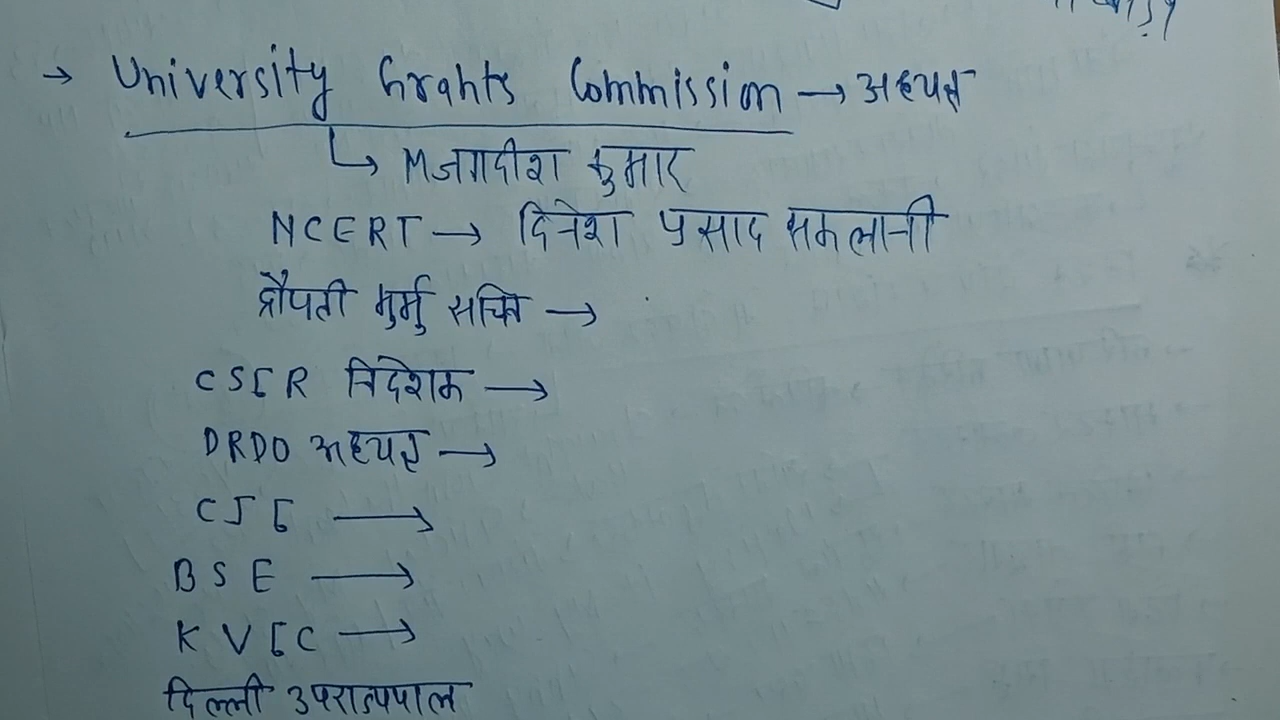 → University Grants Commission → अध्यक्ष
↳ M जगदीश कुमार
NCERT → दिनेश प्रसाद सकलानी
द्रौपती मुर्मु सचिव →
CSIR निदेशक →
DRDO अध्यक्ष →
CJI →
BSE →
KVIC →
दिल्ली उपराज्यपाल